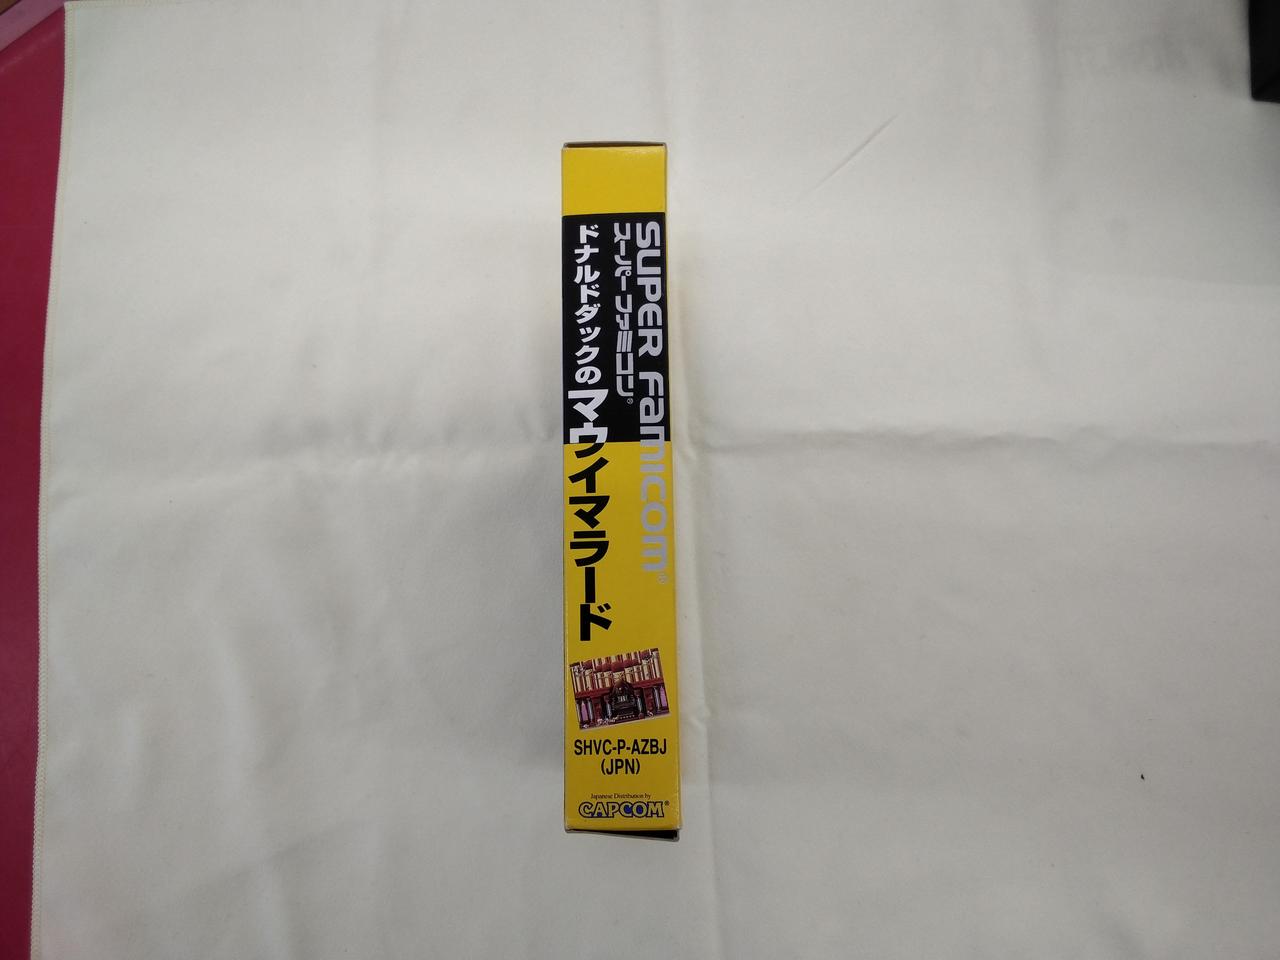 SUPER FAMICOM®
スーパーファミコン®
ドナルドダックのマウイマラード
SHVC-P-AZBJ
(JPN)
Japanese Distribution by
CAPCOM®